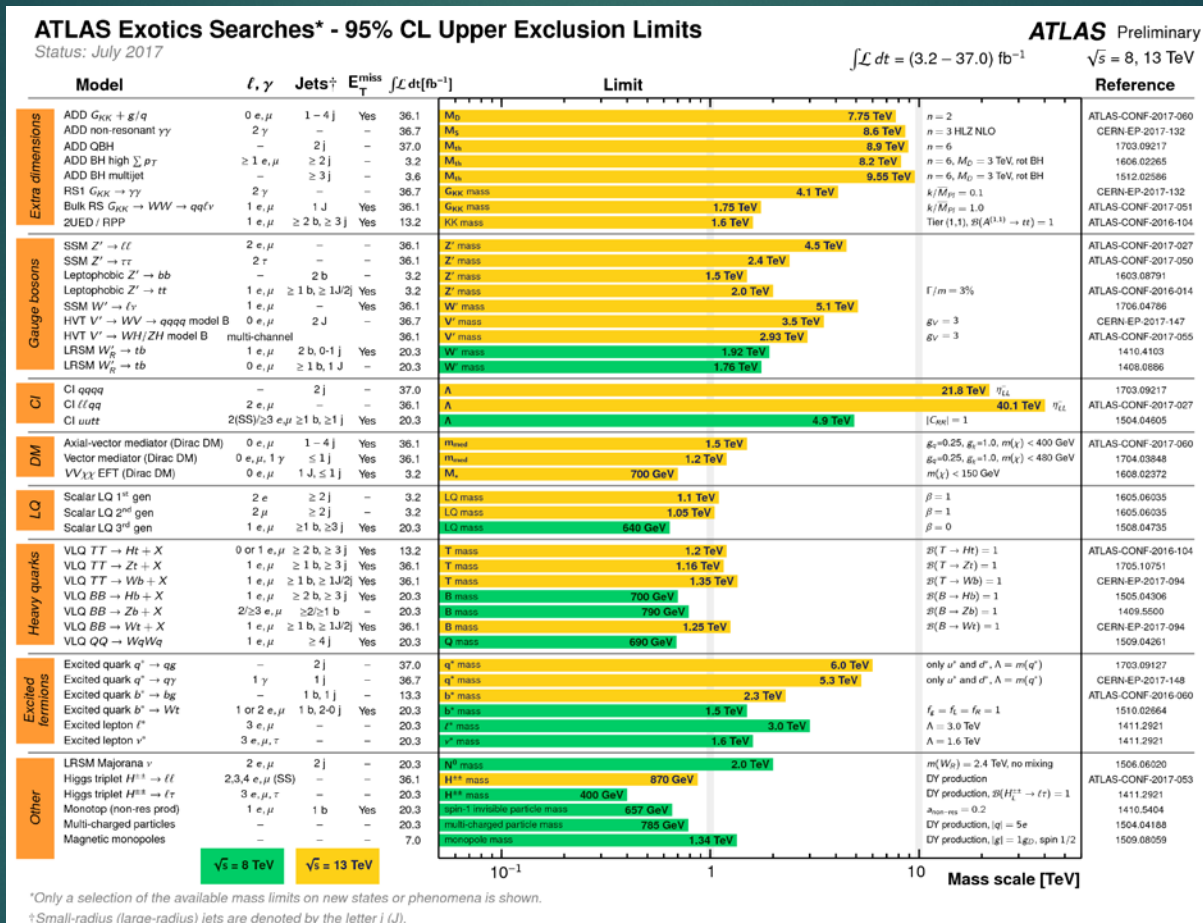 ATLAS Exotics Searches* - 95% CL Upper Exclusion Limits
ATLAS Preliminary
Status: July 2017
∫ℒ dt = (3.2 – 37.0) fb⁻¹ √s = 8, 13 TeV
Model ℓ, γ Jets† E_T^miss ∫ℒ dt[fb⁻¹] Limit Reference
Extra dimensions
ADD G_KK + g/q 0 e, μ 1 – 4 j Yes 36.1 M_D 7.75 TeV n = 2 ATLAS-CONF-2017-060
ADD non-resonant γγ 2 γ – – 36.7 M_S 8.6 TeV n = 3 HLZ NLO CERN-EP-2017-132
ADD QBH – 2 j – 37.0 M_th 8.9 TeV n = 6 1703.09217
ADD BH high ∑ p_T ≥ 1 e, μ ≥ 2 j – 3.2 M_th 8.2 TeV n = 6, M_D = 3 TeV, rot BH 1606.02265
ADD BH multijet – ≥ 3 j – 3.6 M_th 9.55 TeV n = 6, M_D = 3 TeV, rot BH 1512.02586
RS1 G_KK → γγ 2 γ – – 36.7 G_KK mass 4.1 TeV k/M̄_Pl = 0.1 CERN-EP-2017-132
Bulk RS G_KK → WW → qqℓν 1 e, μ 1 J Yes 36.1 G_KK mass 1.75 TeV k/M̄_Pl = 1.0 ATLAS-CONF-2017-051
2UED / RPP 1 e, μ ≥ 2 b, ≥ 3 j Yes 13.2 KK mass 1.6 TeV Tier (1,1), ℬ(A^(1,1) → tt) = 1 ATLAS-CONF-2016-104
Gauge bosons
SSM Z′ → ℓℓ 2 e, μ – – 36.1 Z′ mass 4.5 TeV ATLAS-CONF-2017-027
SSM Z′ → ττ 2 τ – – 36.1 Z′ mass 2.4 TeV ATLAS-CONF-2017-050
Leptophobic Z′ → bb – 2 b – 3.2 Z′ mass 1.5 TeV 1603.08791
Leptophobic Z′ → tt 1 e, μ ≥ 1 b, ≥ 1J/2j Yes 3.2 Z′ mass 2.0 TeV Γ/m = 3% ATLAS-CONF-2016-014
SSM W′ → ℓν 1 e, μ – Yes 36.1 W′ mass 5.1 TeV 1706.04786
HVT V′ → WV → qqqq model B 0 e, μ 2 J – 36.7 V′ mass 3.5 TeV g_V = 3 CERN-EP-2017-147
HVT V′ → WH/ZH model B multi-channel 36.1 V′ mass 2.93 TeV g_V = 3 ATLAS-CONF-2017-055
LRSM W′_R → tb 1 e, μ 2 b, 0-1 j Yes 20.3 W′ mass 1.92 TeV 1410.4103
LRSM W′_R → tb 0 e, μ ≥ 1 b, 1 J – 20.3 W′ mass 1.76 TeV 1408.0886
CI
CI qqqq – 2 j – 37.0 Λ 21.8 TeV η⁻_LL 1703.09217
CI ℓℓqq 2 e, μ – – 36.1 Λ 40.1 TeV η⁻_LL ATLAS-CONF-2017-027
CI uutt 2(SS)/≥3 e,μ ≥1 b, ≥1 j Yes 20.3 Λ 4.9 TeV |C_RR| = 1 1504.04605
DM
Axial-vector mediator (Dirac DM) 0 e, μ 1 – 4 j Yes 36.1 m_med 1.5 TeV g_q=0.25, g_χ=1.0, m(χ) < 400 GeV ATLAS-CONF-2017-060
Vector mediator (Dirac DM) 0 e, μ, 1 γ ≤ 1 j Yes 36.1 m_med 1.2 TeV g_q=0.25, g_χ=1.0, m(χ) < 480 GeV 1704.03848
VVχχ EFT (Dirac DM) 0 e, μ 1 J, ≤ 1 j Yes 3.2 M_* 700 GeV m(χ) < 150 GeV 1608.02372
LQ
Scalar LQ 1st gen 2 e ≥ 2 j – 3.2 LQ mass 1.1 TeV β = 1 1605.06035
Scalar LQ 2nd gen 2 μ ≥ 2 j – 3.2 LQ mass 1.05 TeV β = 1 1605.06035
Scalar LQ 3rd gen 1 e, μ ≥1 b, ≥3 j Yes 20.3 LQ mass 640 GeV β = 0 1508.04735
Heavy quarks
VLQ TT → Ht + X 0 or 1 e, μ ≥ 2 b, ≥ 3 j Yes 13.2 T mass 1.2 TeV ℬ(T → Ht) = 1 ATLAS-CONF-2016-104
VLQ TT → Zt + X 1 e, μ ≥ 1 b, ≥ 3 j Yes 36.1 T mass 1.16 TeV ℬ(T → Zt) = 1 1705.10751
VLQ TT → Wb + X 1 e, μ ≥ 1 b, ≥ 1J/2j Yes 36.1 T mass 1.35 TeV ℬ(T → Wb) = 1 CERN-EP-2017-094
VLQ BB → Hb + X 1 e, μ ≥ 2 b, ≥ 3 j Yes 20.3 B mass 700 GeV ℬ(B → Hb) = 1 1505.04306
VLQ BB → Zb + X 2/≥3 e, μ ≥2/≥1 b – 20.3 B mass 790 GeV ℬ(B → Zb) = 1 1409.5500
VLQ BB → Wt + X 1 e, μ ≥ 1 b, ≥ 1J/2j Yes 36.1 B mass 1.25 TeV ℬ(B → Wt) = 1 CERN-EP-2017-094
VLQ QQ → WqWq 1 e, μ ≥ 4 j Yes 20.3 Q mass 690 GeV 1509.04261
Excited fermions
Excited quark q* → qg – 2 j – 37.0 q* mass 6.0 TeV only u* and d*, Λ = m(q*) 1703.09127
Excited quark q* → qγ 1 γ 1 j – 36.7 q* mass 5.3 TeV only u* and d*, Λ = m(q*) CERN-EP-2017-148
Excited quark b* → bg – 1 b, 1 j – 13.3 b* mass 2.3 TeV ATLAS-CONF-2016-060
Excited quark b* → Wt 1 or 2 e, μ 1 b, 2-0 j Yes 20.3 b* mass 1.5 TeV f_g = f_L = f_R = 1 1510.02664
Excited lepton ℓ* 3 e, μ – – 20.3 ℓ* mass 3.0 TeV Λ = 3.0 TeV 1411.2921
Excited lepton ν* 3 e, μ, τ – – 20.3 ν* mass 1.6 TeV Λ = 1.6 TeV 1411.2921
Other
LRSM Majorana ν 2 e, μ 2 j – 20.3 N⁰ mass 2.0 TeV m(W_R) = 2.4 TeV, no mixing 1506.06020
Higgs triplet H^±± → ℓℓ 2,3,4 e, μ (SS) – – 36.1 H^±± mass 870 GeV DY production ATLAS-CONF-2017-053
Higgs triplet H^±± → ℓτ 3 e, μ, τ – – 20.3 H^±± mass 400 GeV DY production, ℬ(H_L^±± → ℓτ) = 1 1411.2921
Monotop (non-res prod) 1 e, μ 1 b Yes 20.3 spin-1 invisible particle mass 657 GeV a_non-res = 0.2 1410.5404
Multi-charged particles – – – 20.3 multi-charged particle mass 785 GeV DY production, |q| = 5e 1504.04188
Magnetic monopoles – – – 7.0 monopole mass 1.34 TeV DY production, |g| = 1g_D, spin 1/2 1509.08059
√s = 8 TeV √s = 13 TeV
10⁻¹ 1 10 Mass scale [TeV]
*Only a selection of the available mass limits on new states or phenomena is shown.
†Small-radius (large-radius) jets are denoted by the letter j (J).